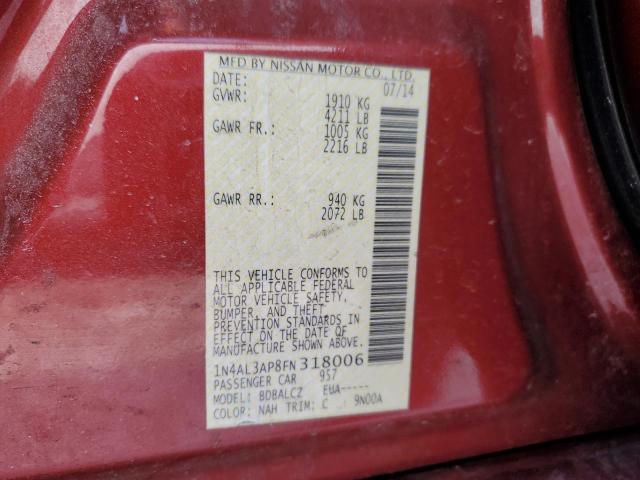 MFD BY NISSAN MOTOR CO., LTD.
DATE: 07/14
GVWR: 1910 KG
4211 LB
GAWR FR: 1005 KG
2216 LB
GAWR RR: 940 KG
2072 LB
THIS VEHICLE CONFORMS TO
ALL APPLICABLE FEDERAL
MOTOR VEHICLE SAFETY,
BUMPER, AND THEFT
PREVENTION STANDARDS IN
EFFECT ON THE DATE OF
MANUFACTURE SHOWN ABOVE.
1N4AL3AP8FN318006
PASSENGER CAR 957
MODEL: BDBALCZ EUA-----
COLOR: NAH TRIM: C 9N00A